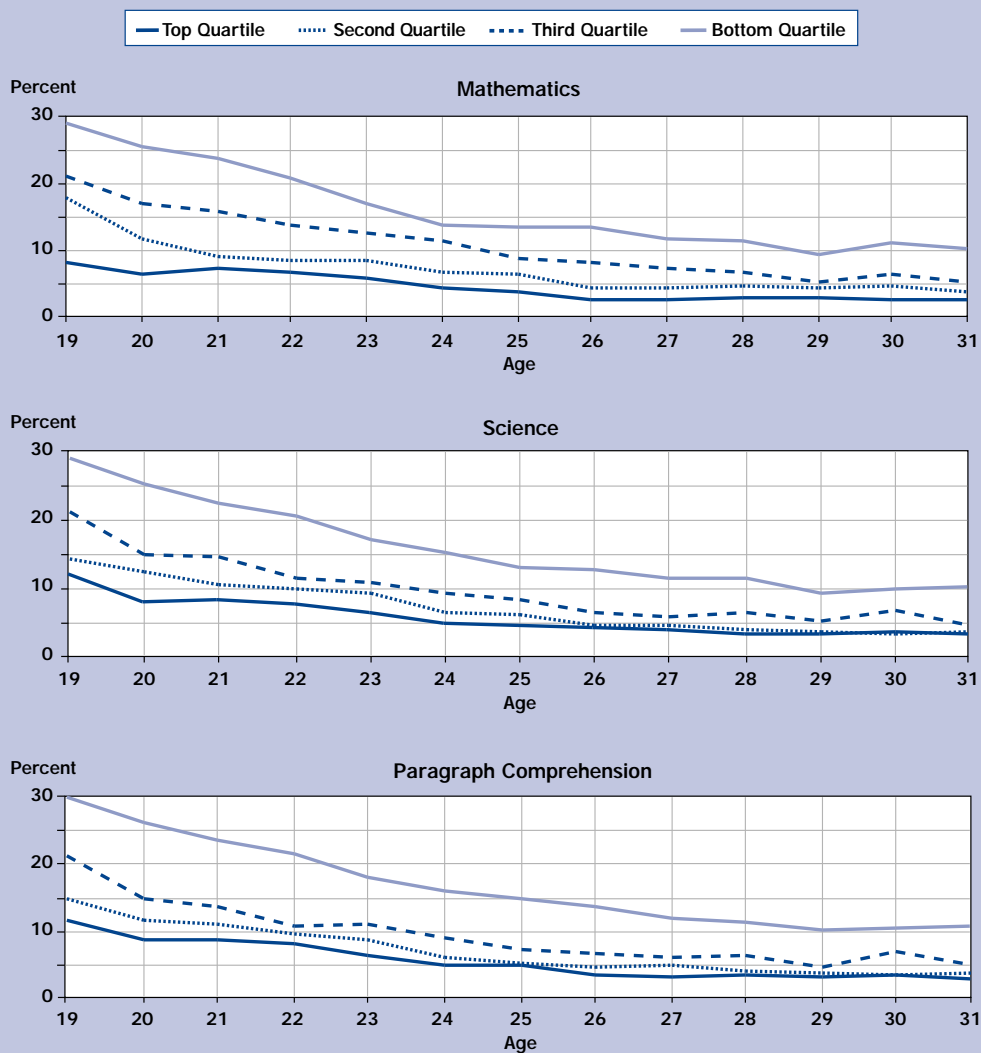 Top Quartile Second Quartile Third Quartile Bottom Quartile
Percent
Mathematics
30
20
10
0
19 20 21 22 23 24 25 26 27 28 29 30 31
Age
Percent
Science
30
20
10
0
19 20 21 22 23 24 25 26 27 28 29 30 31
Age
Percent
Paragraph Comprehension
30
20
10
0
19 20 21 22 23 24 25 26 27 28 29 30 31
Age